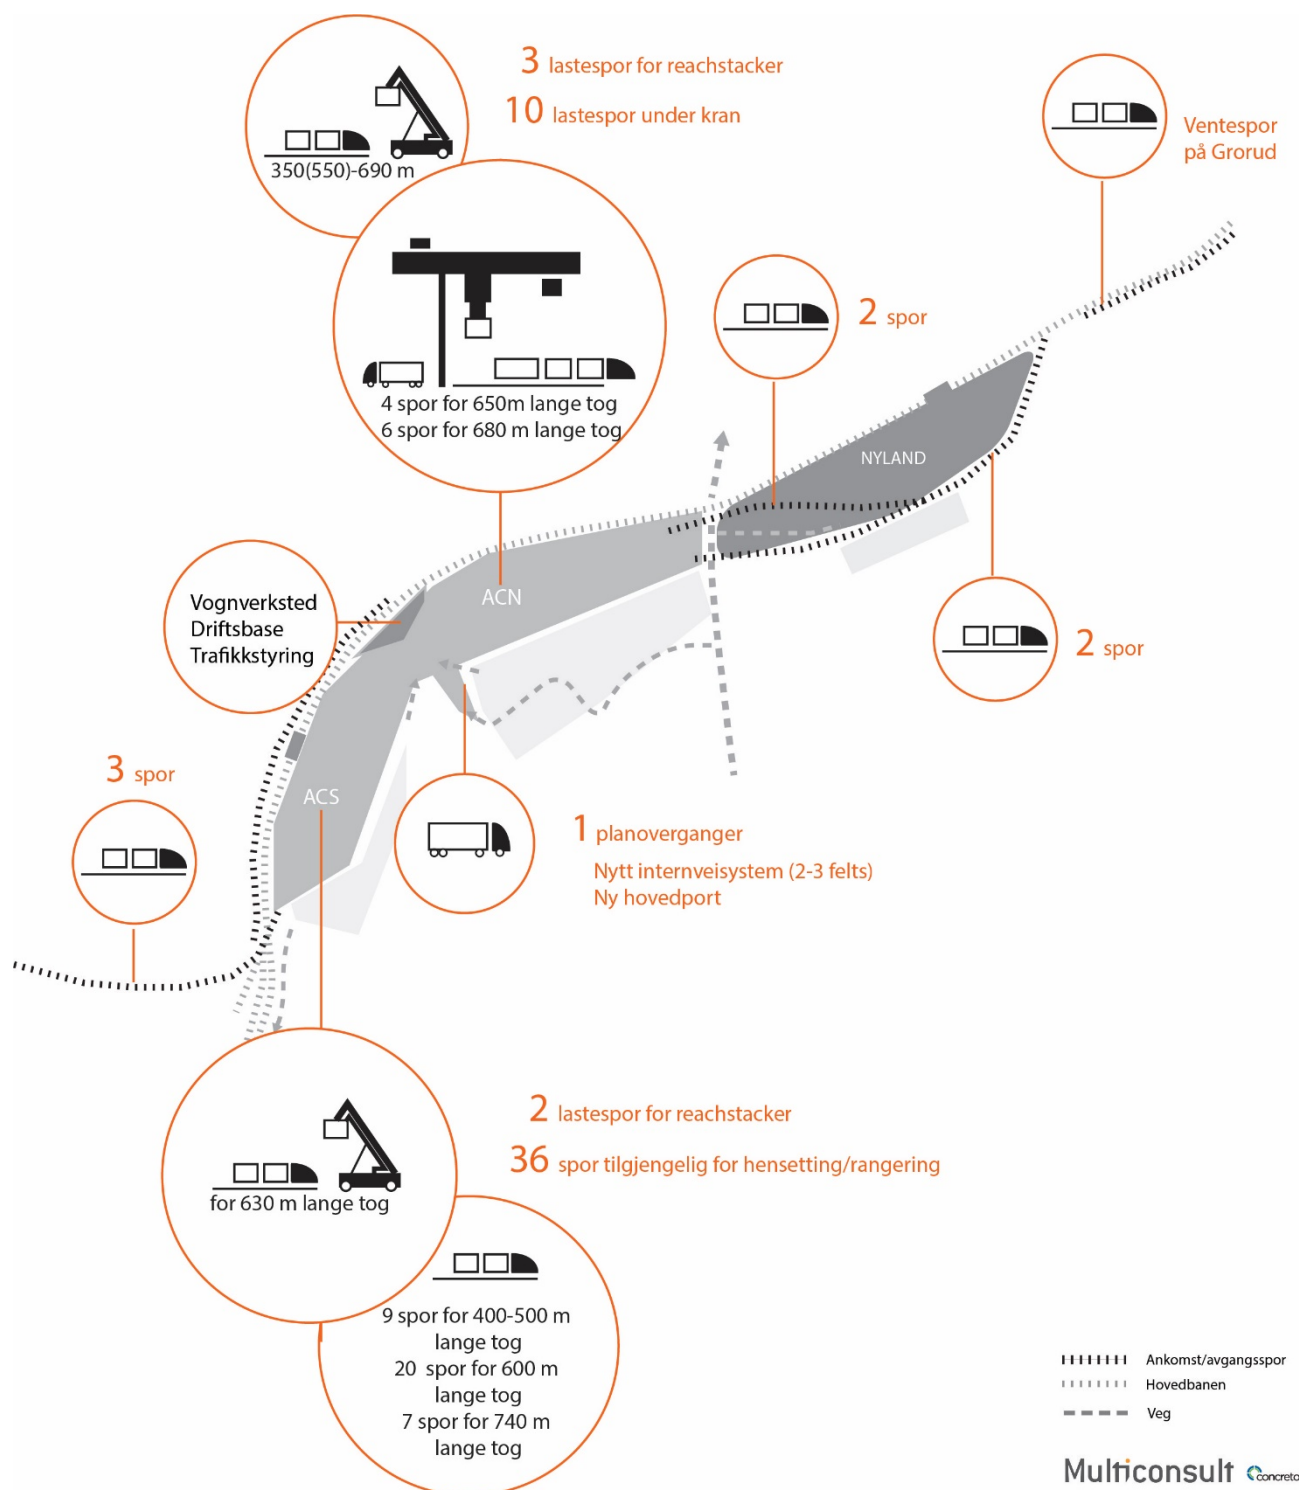 3 lastespor for reachstacker
10 lastespor under kran
350(550)-690 m
Ventespor
på Grorud
4 spor for 650m lange tog
6 spor for 680 m lange tog
2 spor
NYLAND
ACN
Vognverksted
Driftsbase
Trafikkstyring
2 spor
3 spor
ACS
1 planoverganger
Nytt internveisystem (2-3 felts)
Ny hovedport
2 lastespor for reachstacker
36 spor tilgjengelig for hensetting/rangering
for 630 m lange tog
9 spor for 400-500 m
lange tog
20 spor for 600 m
lange tog
7 spor for 740 m
lange tog
Ankomst/avgangsspor
Hovedbanen
Veg
Multiconsult concreto